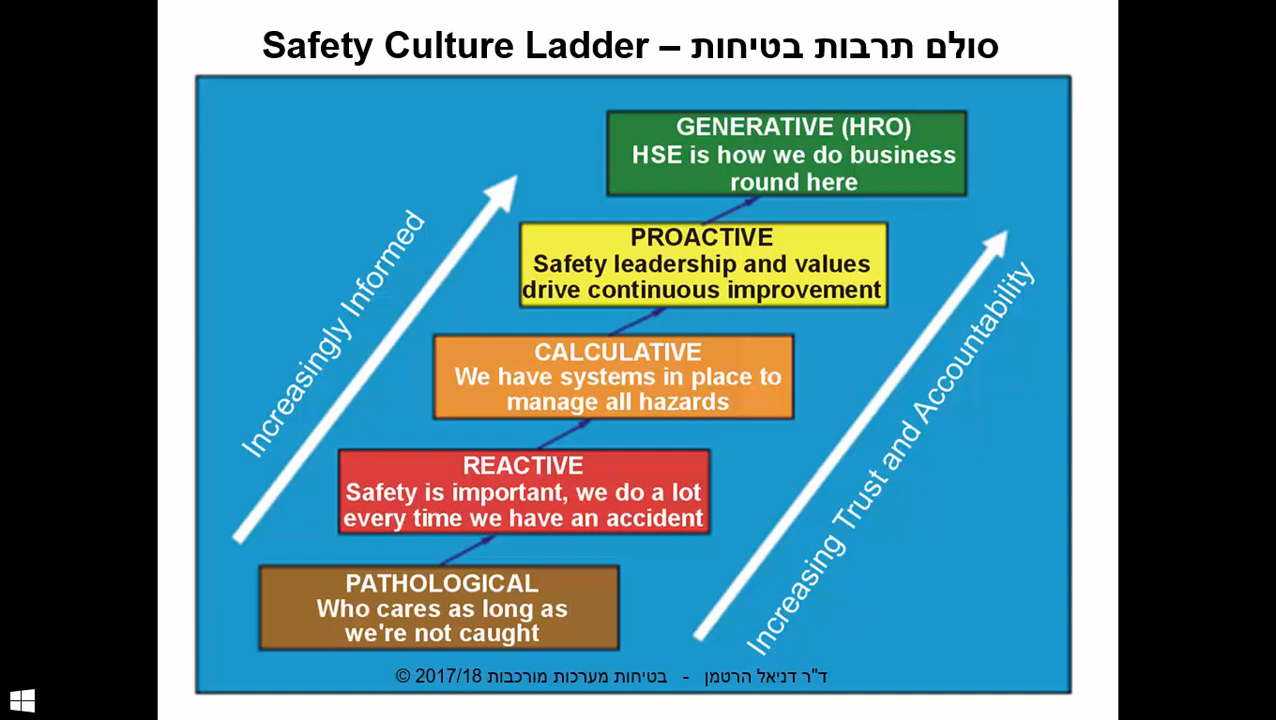 Safety Culture Ladder – סולם תרבות בטיחות
GENERATIVE (HRO)
HSE is how we do business
round here
PROACTIVE
Safety leadership and values
drive continuous improvement
CALCULATIVE
We have systems in place to
manage all hazards
REACTIVE
Safety is important, we do a lot
every time we have an accident
PATHOLOGICAL
Who cares as long as
we're not caught
Increasingly Informed
Increasing Trust and Accountability
ד"ר דניאל הרטמן - בטיחות מערכות מורכבות 2017/18 ©